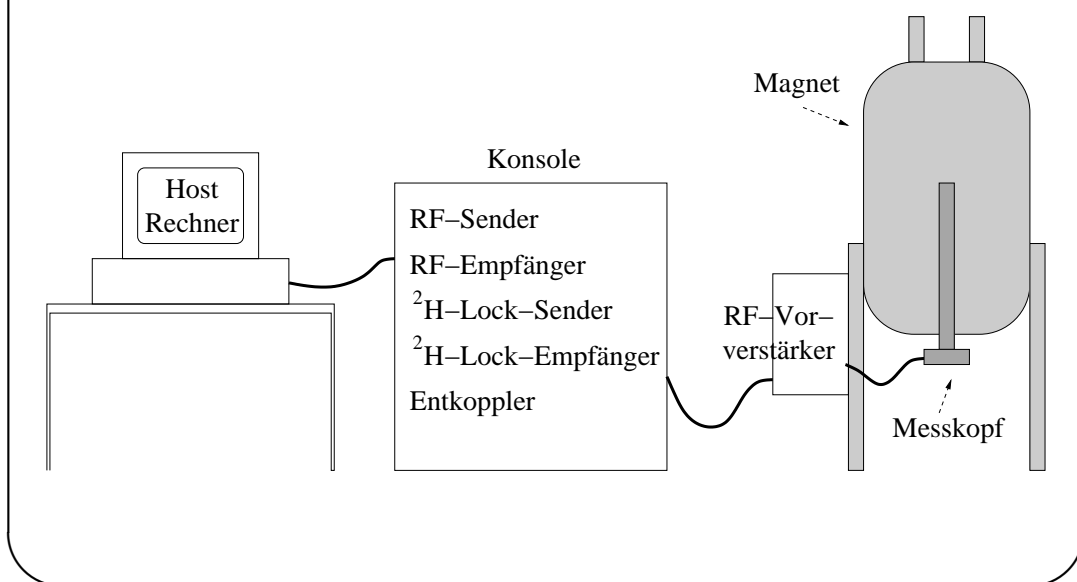 Magnet
Konsole
Host
Rechner
RF–Sender
RF–Empfänger
²H–Lock–Sender
²H–Lock–Empfänger
Entkoppler
RF–Vor–
verstärker
Messkopf